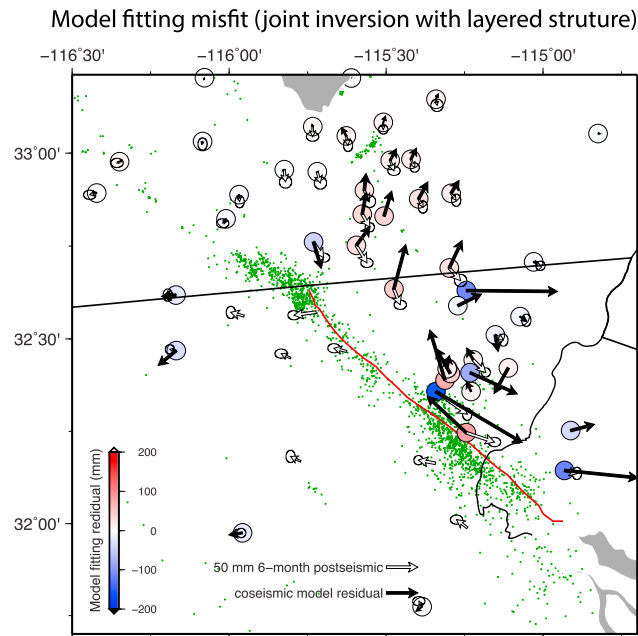 Model fitting misfit (joint inversion with layered struture)
−116˚30' −116˚00' −115˚30' −115˚00'
33˚00'
32˚30'
32˚00'
Model fitting redidual (mm)
200
100
0
−100
−200
50 mm 6−month postseismic
coseismic model residual